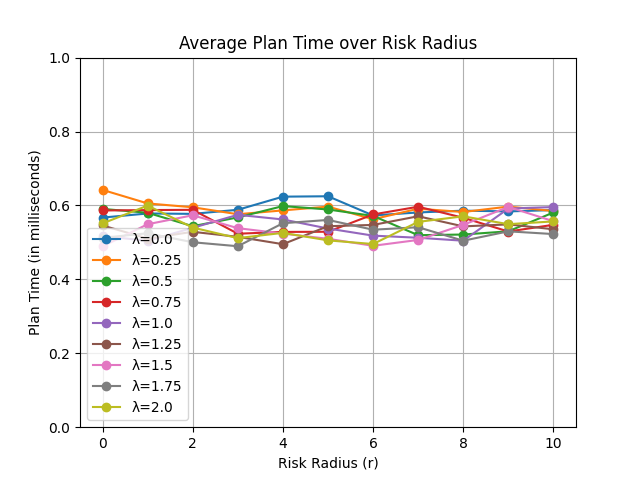 Average Plan Time over Risk Radius
1.0
0.8
0.6
0.4
0.2
0.0
Plan Time (in milliseconds)
λ=0.0
λ=0.25
λ=0.5
λ=0.75
λ=1.0
λ=1.25
λ=1.5
λ=1.75
λ=2.0
0 2 4 6 8 10
Risk Radius (r)